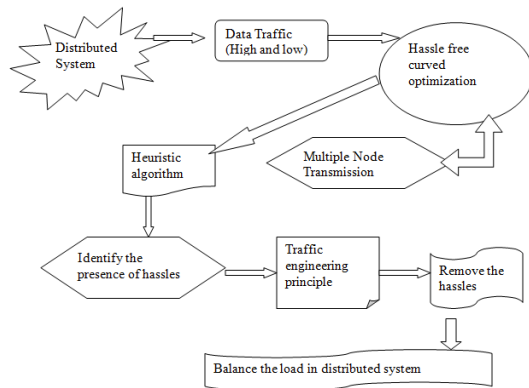 Distributed
System
Data Traffic
(High and low)
Hassle free
curved
optimization
Heuristic
algorithm
Multiple Node
Transmission
Identify the
presence of hassles
Traffic
engineering
principle
Remove the
hassles
Balance the load in distributed system